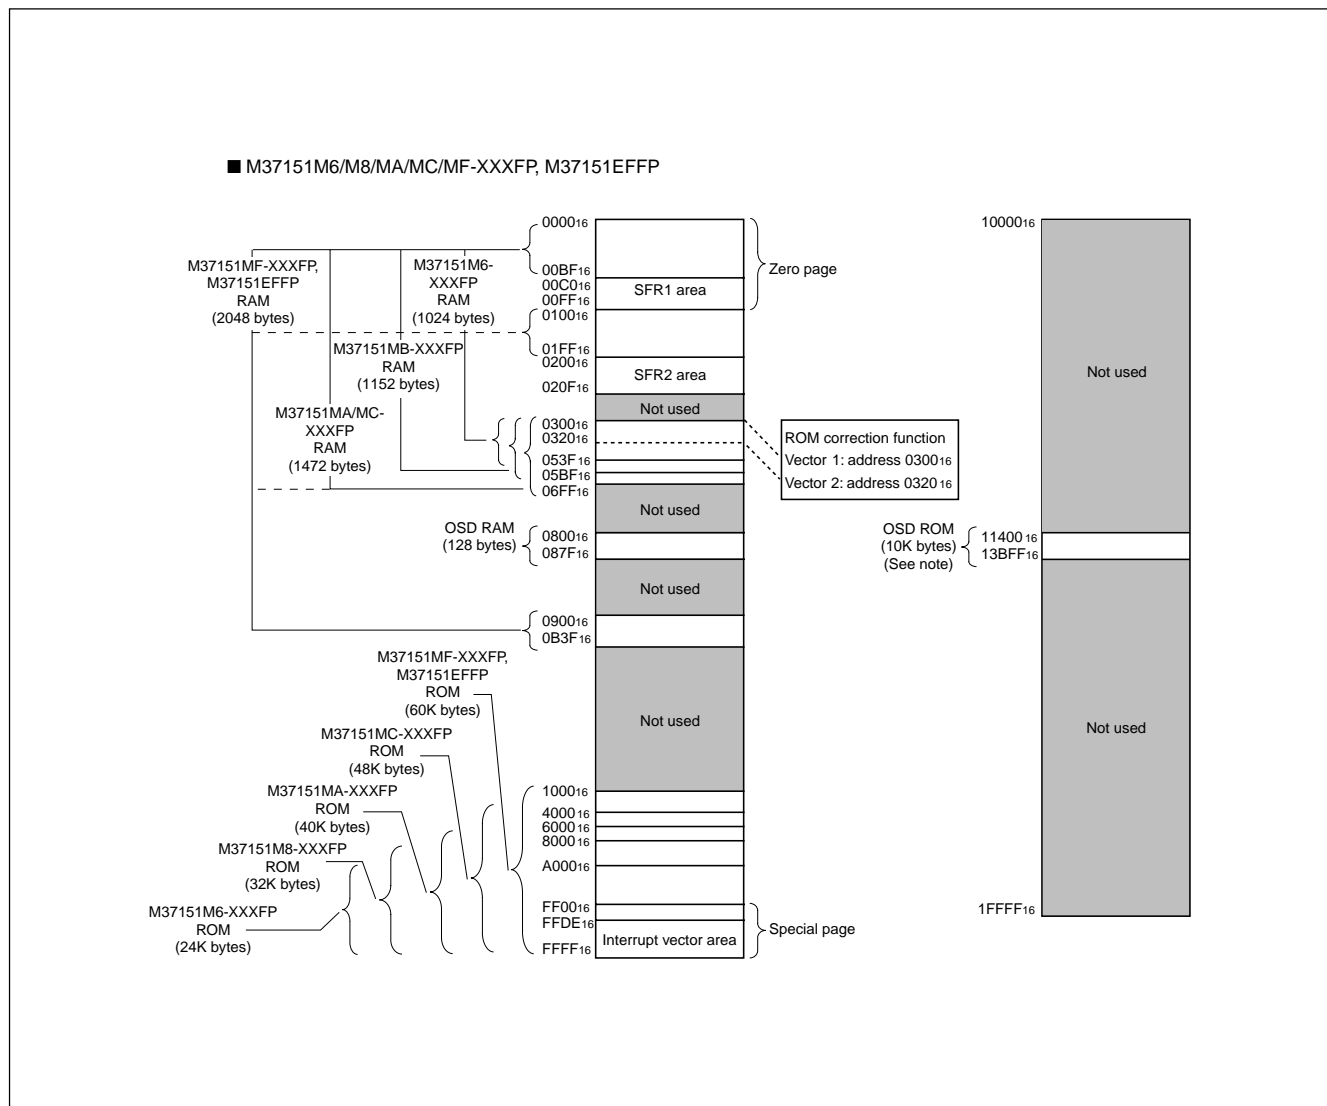 ■ M37151M6/M8/MA/MC/MF-XXXFP, M37151EFFP
M37151MF-XXXFP,
M37151EFFP
RAM
(2048 bytes)
M37151M6-
XXXFP
RAM
(1024 bytes)
M37151MB-XXXFP
RAM
(1152 bytes)
M37151MA/MC-
XXXFP
RAM
(1472 bytes)
OSD RAM
(128 bytes)
M37151MF-XXXFP,
M37151EFFP
ROM
(60K bytes)
M37151MC-XXXFP
ROM
(48K bytes)
M37151MA-XXXFP
ROM
(40K bytes)
M37151M8-XXXFP
ROM
(32K bytes)
M37151M6-XXXFP
ROM
(24K bytes)
000016
00BF16
00C016
00FF16
010016
01FF16
020016
020F16
030016
032016
053F16
05BF16
06FF16
080016
087F16
090016
0B3F16
100016
400016
600016
800016
A00016
FF0016
FFDE16
FFFF16
SFR1 area
SFR2 area
Not used
Not used
Not used
Not used
Interrupt vector area
Zero page
Special page
ROM correction function
Vector 1: address 030016
Vector 2: address 032016
OSD ROM
(10K bytes)
(See note)
1000016
1140016
13BFF16
1FFFF16
Not used
Not used